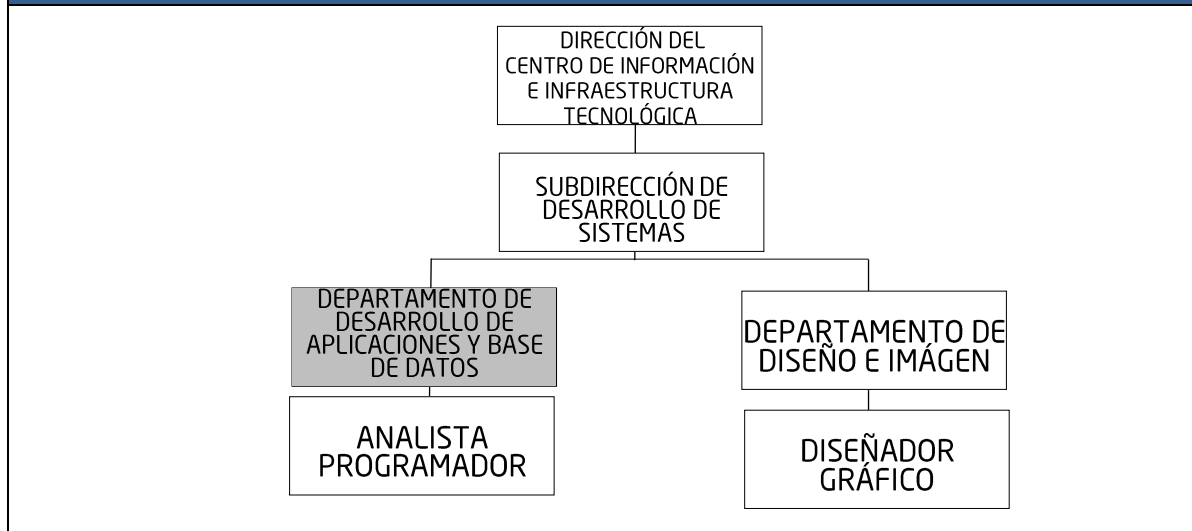 DIRECCIÓN DEL
CENTRO DE INFORMACIÓN
E INFRAESTRUCTURA
TECNOLÓGICA
SUBDIRECCIÓN DE
DESARROLLO DE
SISTEMAS
DEPARTAMENTO DE
DESARROLLO DE
APLICACIONES Y BASE
DE DATOS
DEPARTAMENTO DE
DISEÑO E IMÁGEN
ANALISTA
PROGRAMADOR
DISEÑADOR
GRÁFICO